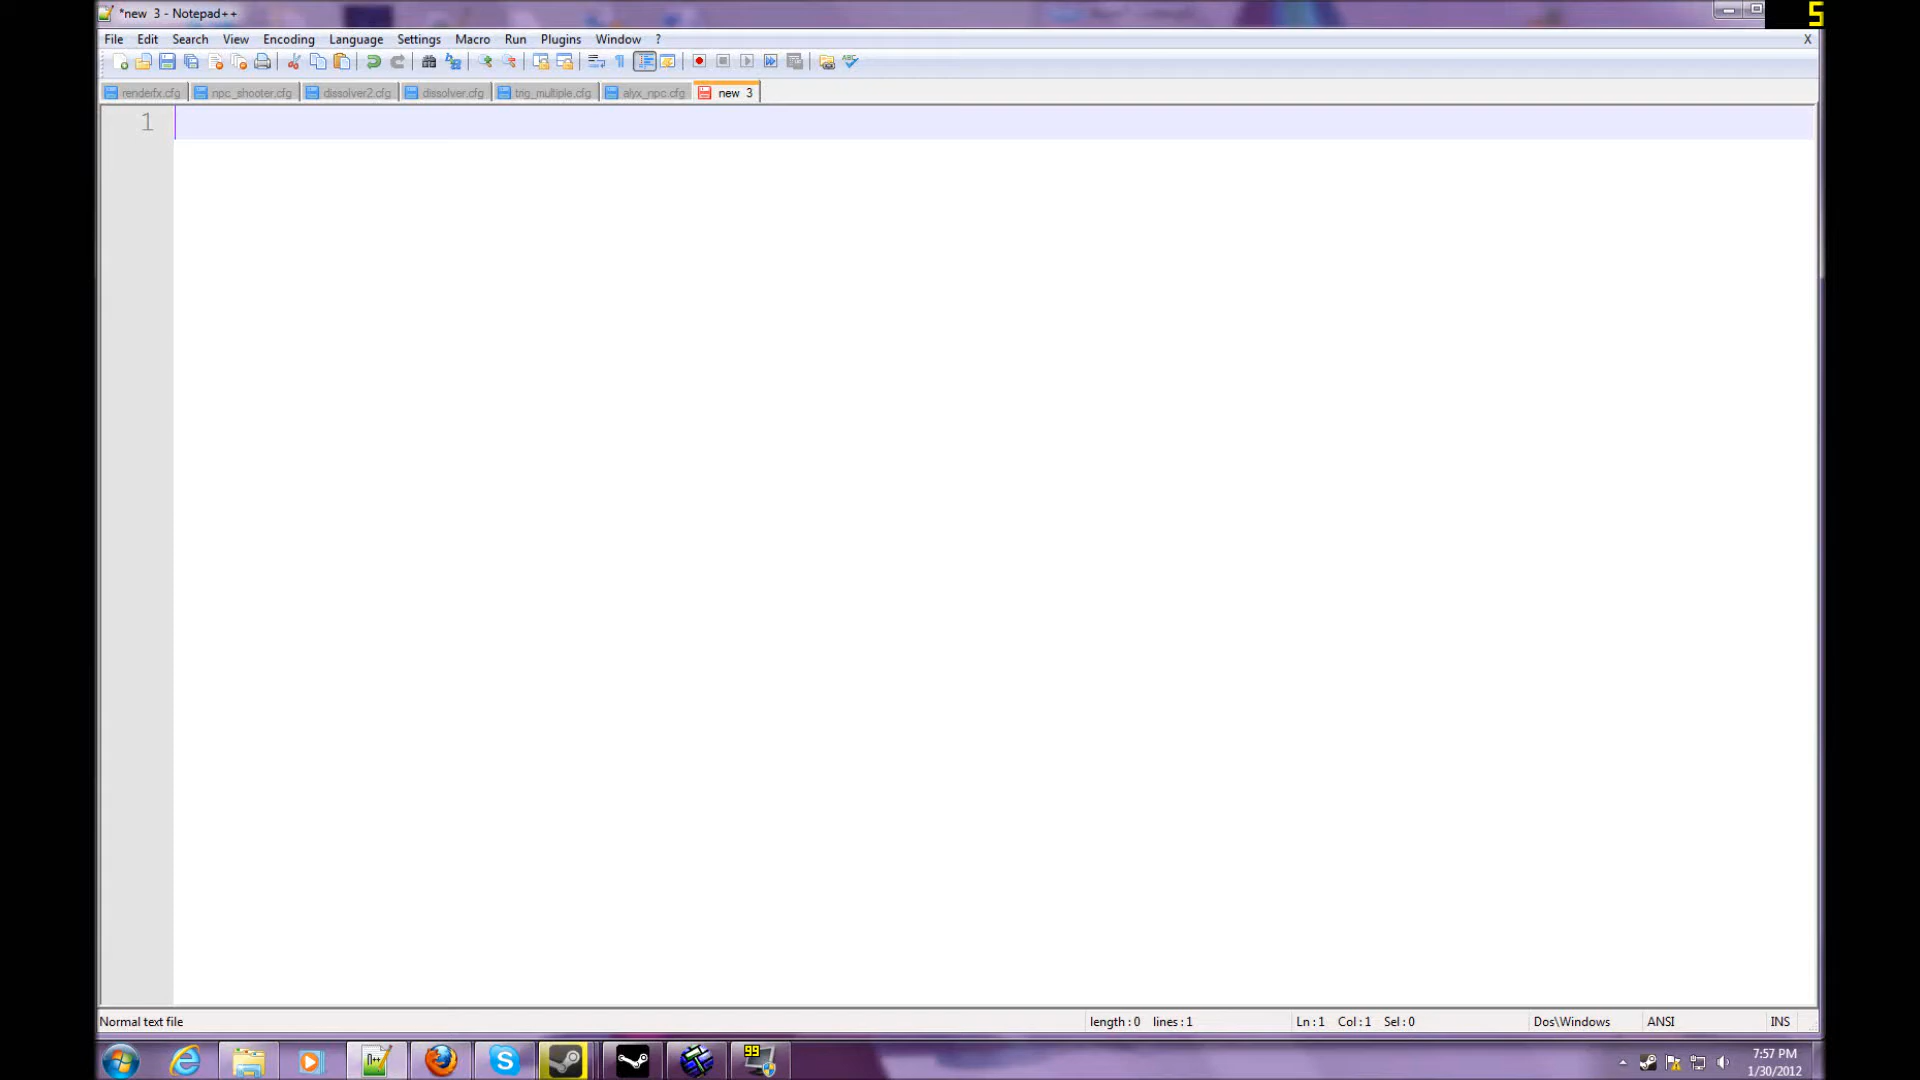 *new  3 - Notepad++
5
File Edit Search View Encoding Language Settings Macro Run Plugins Window ?
X
renderfx.cfg npc_shooter.cfg dissolver2.cfg dissolver.cfg trig_multiple.cfg alyx_npc.cfg new  3
1
Normal text file length : 0 lines : 1 Ln : 1 Col : 1 Sel : 0 Dos\Windows ANSI INS
99
7:57 PM
1/30/2012